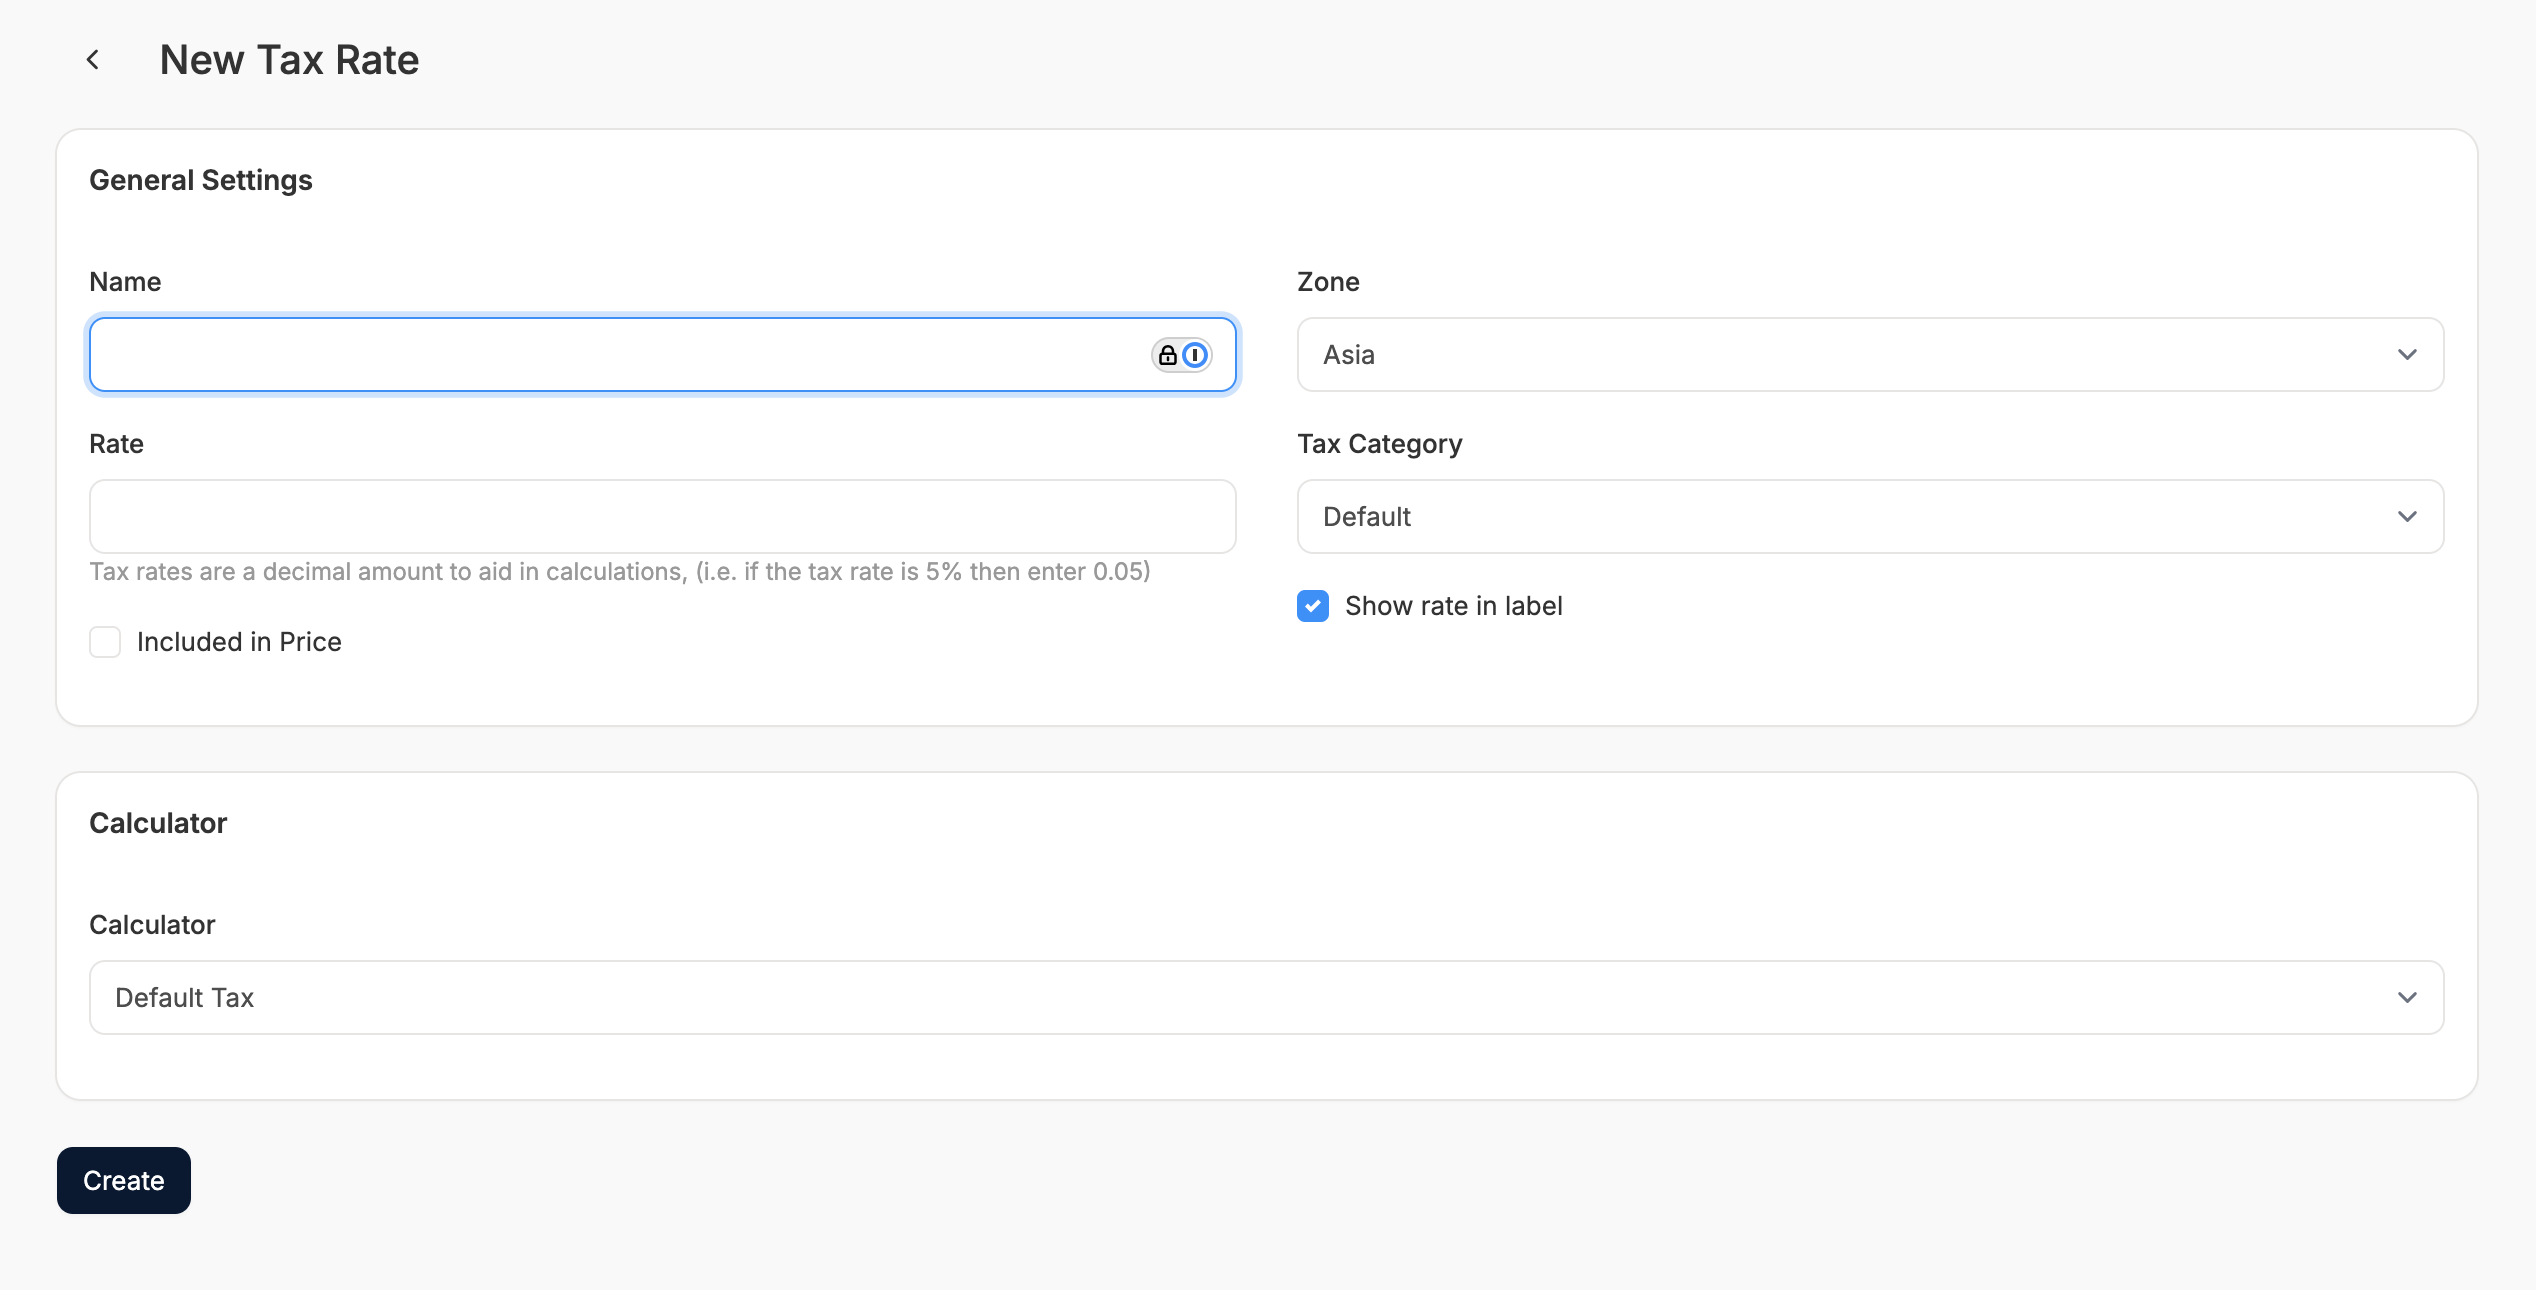 New Tax Rate
General Settings
Name
Zone
Asia
Rate
Tax Category
Default
Tax rates are a decimal amount to aid in calculations, (i.e. if the tax rate is 5% then enter 0.05)
Show rate in label
Included in Price
Calculator
Calculator
Default Tax
Create